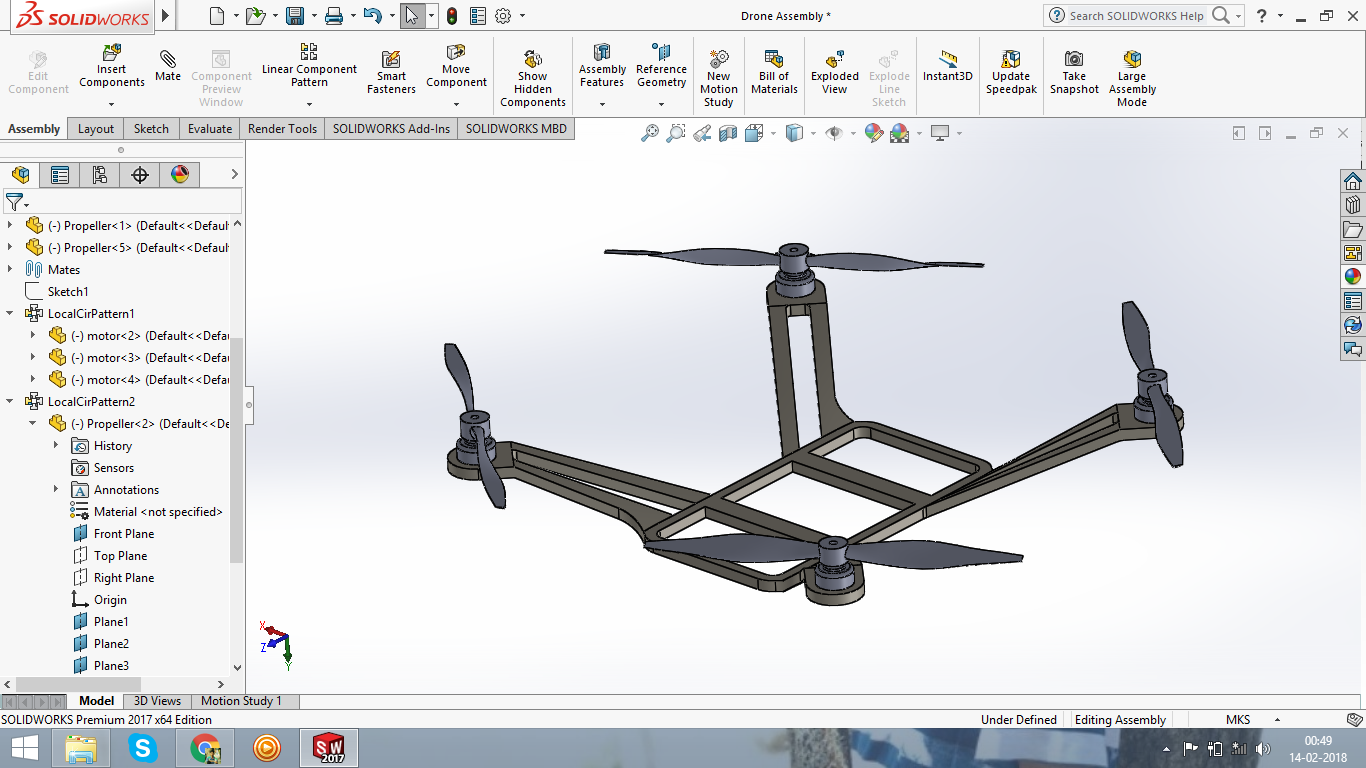 SOLIDWORKS
Drone Assembly *
Search SOLIDWORKS Help
?
Edit
Component
Insert
Components
Mate
Component
Preview
Window
Linear Component
Pattern
Smart
Fasteners
Move
Component
Show
Hidden
Components
Assembly
Features
Reference
Geometry
New
Motion
Study
Bill of
Materials
Exploded
View
Explode
Line
Sketch
Instant3D
Update
Speedpak
Take
Snapshot
Large
Assembly
Mode
Assembly
Layout
Sketch
Evaluate
Render Tools
SOLIDWORKS Add-Ins
SOLIDWORKS MBD
(-) Propeller<1> (Default<<Defaul
(-) Propeller<5> (Default<<Defaul
Mates
Sketch1
LocalCirPattern1
(-) motor<2> (Default<<Defau
(-) motor<3> (Default<<Defau
(-) motor<4> (Default<<Defau
LocalCirPattern2
(-) Propeller<2> (Default<<De
History
Sensors
Annotations
Material <not specified>
Front Plane
Top Plane
Right Plane
Origin
Plane1
Plane2
Plane3
X
Z
Y
Model
3D Views
Motion Study 1
SOLIDWORKS Premium 2017 x64 Edition
Under Defined
Editing Assembly
MKS
SW
2017
00:49
14-02-2018